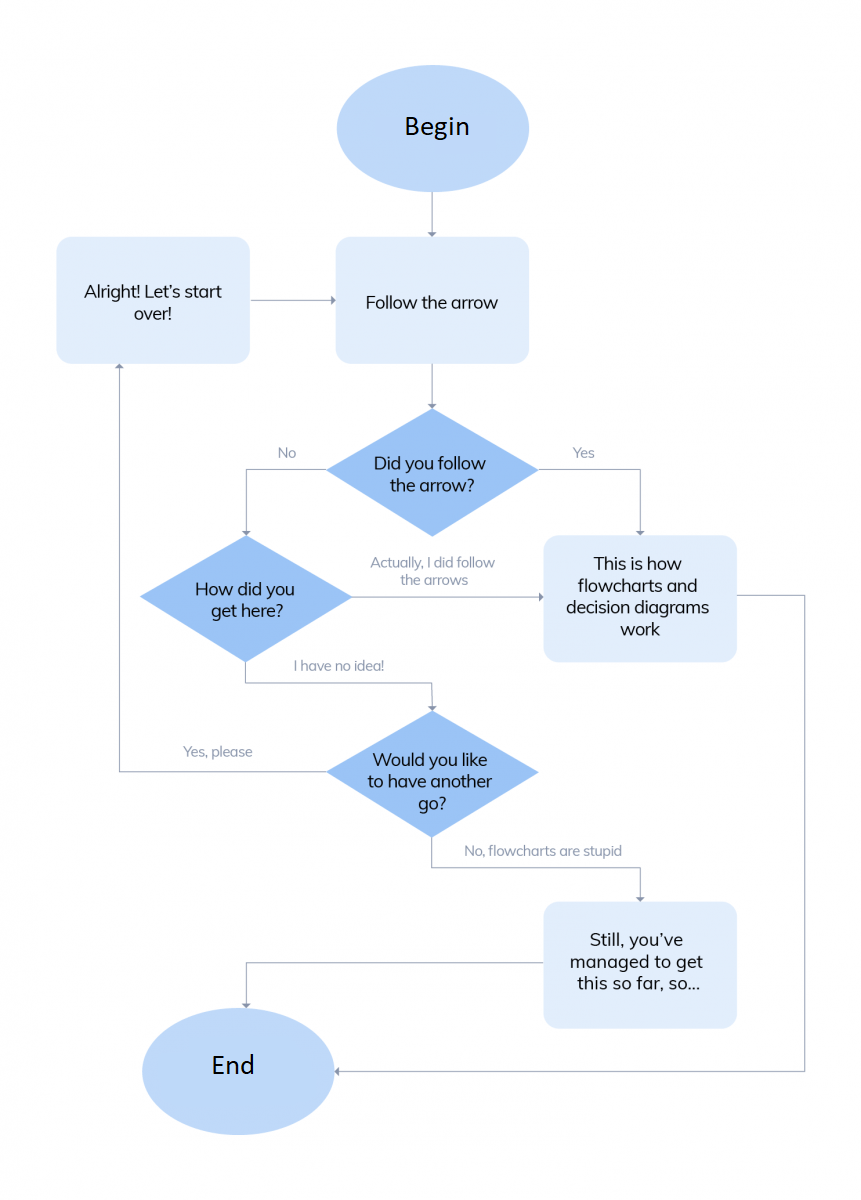 Begin
Alright! Let's start
over!
Follow the arrow
Did you follow
the arrow?
No
Yes
How did you
get here?
Actually, I did follow
the arrows
This is how
flowcharts and
decision diagrams
work
I have no idea!
Would you like
to have another
go?
Yes, please
No, flowcharts are stupid
Still, you've
managed to get
this so far, so...
End